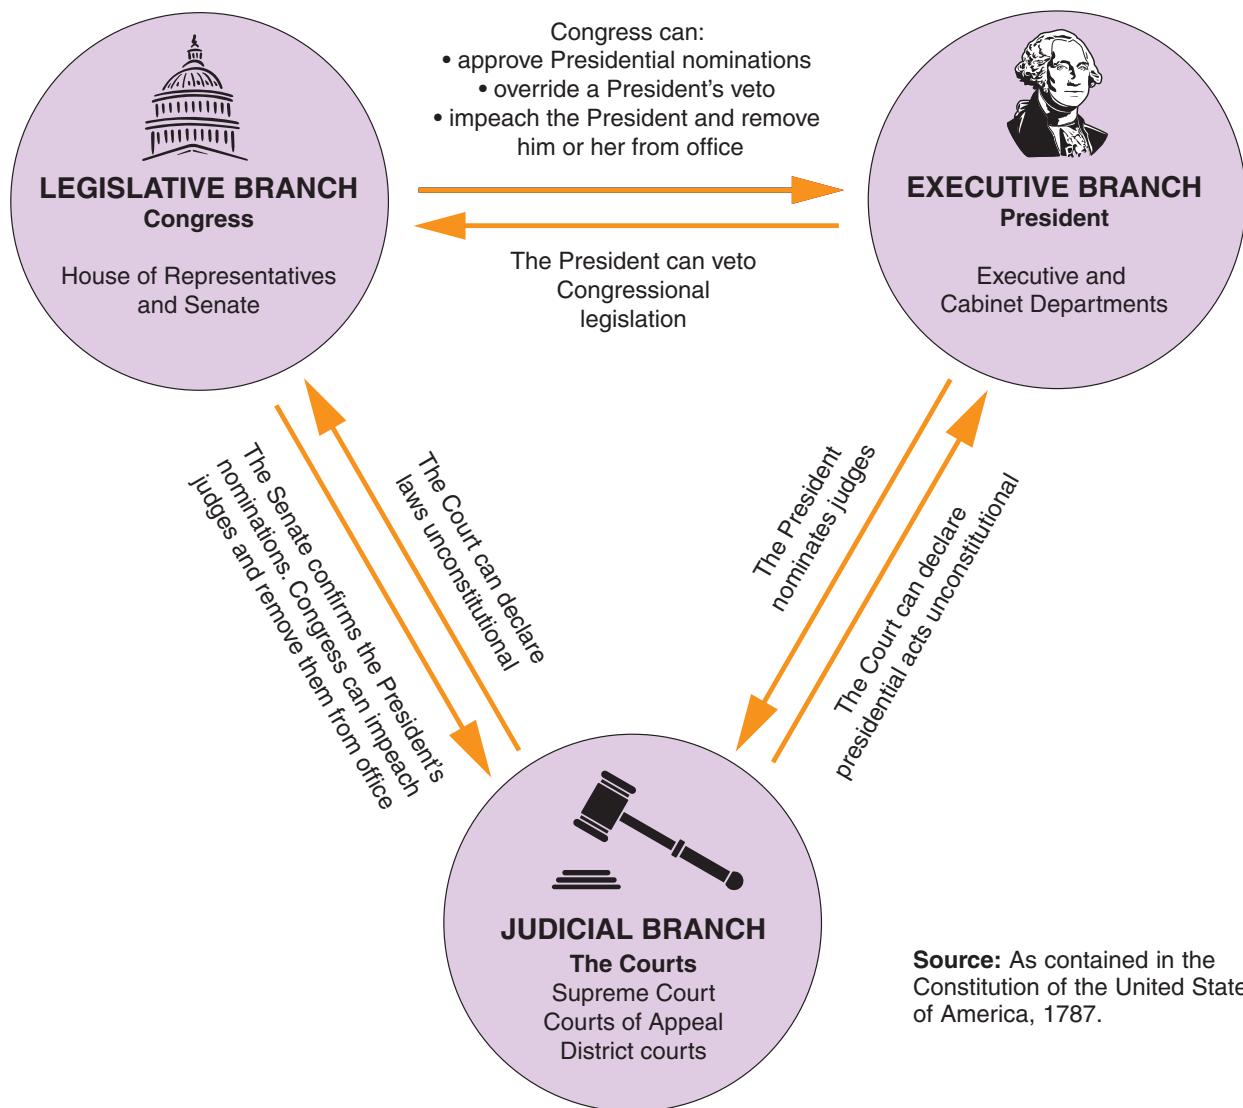 Congress can:
• approve Presidential nominations
• override a President’s veto
• impeach the President and remove
him or her from office
LEGISLATIVE BRANCH
Congress
House of Representatives
and Senate
EXECUTIVE BRANCH
President
Executive and
Cabinet Departments
The President can veto
Congressional
legislation
The Senate confirms the President’s
nominations. Congress can impeach
judges and remove them from office
The Court can declare
laws unconstitutional
The President
nominates judges
The Court can declare
presidential acts unconstitutional
JUDICIAL BRANCH
The Courts
Supreme Court
Courts of Appeal
District courts
Source: As contained in the
Constitution of the United State
of America, 1787.